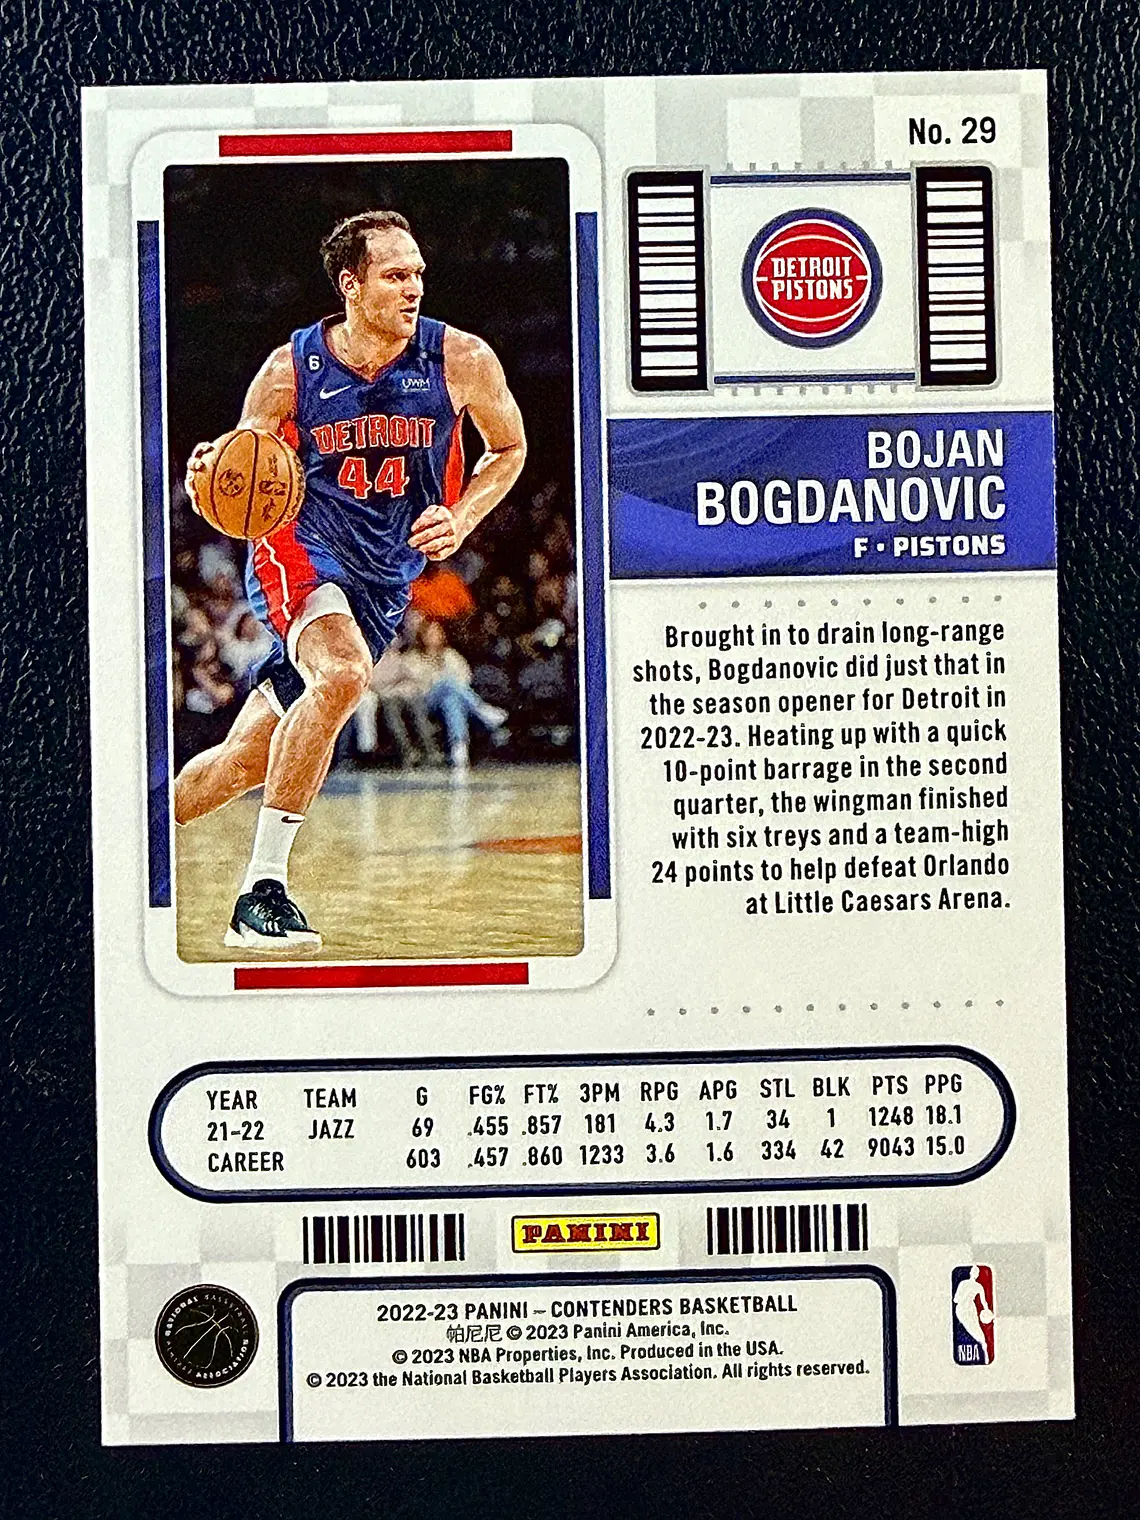 No. 29
DETROIT
PISTONS
6
UWM
DETROIT
44
BOJAN
BOGDANOVIC
F • PISTONS
Brought in to drain long-range
shots, Bogdanovic did just that in
the season opener for Detroit in
2022-23. Heating up with a quick
10-point barrage in the second
quarter, the wingman finished
with six treys and a team-high
24 points to help defeat Orlando
at Little Caesars Arena.
YEAR TEAM G FG% FT% 3PM RPG APG STL BLK PTS PPG
21-22 JAZZ 69 .455 .857 181 4.3 1.7 34 1 1248 18.1
CAREER 603 .457 .860 1233 3.6 1.6 334 42 9043 15.0
PANINI
NATIONAL BASKETBALL
PLAYERS ASSOCIATION
NBA
2022-23 PANINI – CONTENDERS BASKETBALL
帕尼尼 © 2023 Panini America, Inc.
© 2023 NBA Properties, Inc. Produced in the USA.
© 2023 the National Basketball Players Association. All rights reserved.